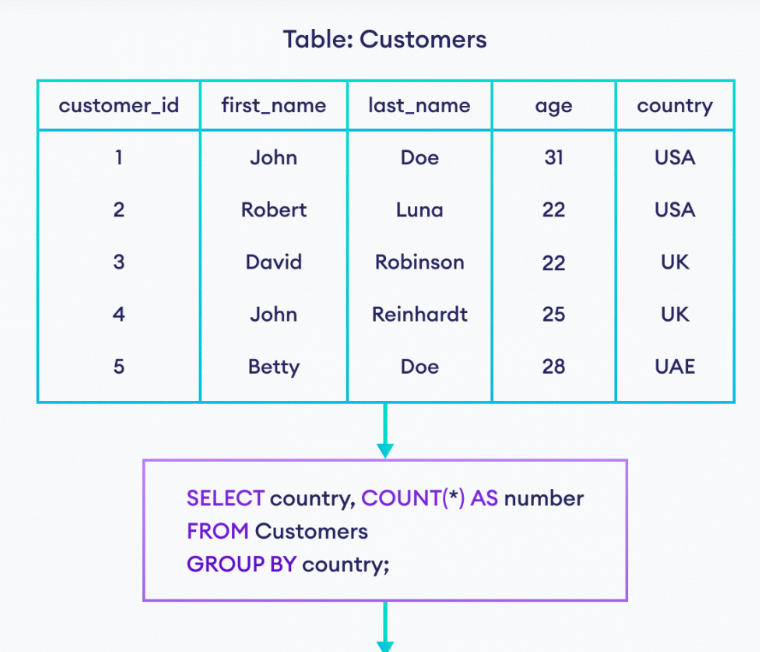 Table: Customers
customer_id first_name last_name age country
1 John Doe 31 USA
2 Robert Luna 22 USA
3 David Robinson 22 UK
4 John Reinhardt 25 UK
5 Betty Doe 28 UAE
SELECT country, COUNT(*) AS number
FROM Customers
GROUP BY country;